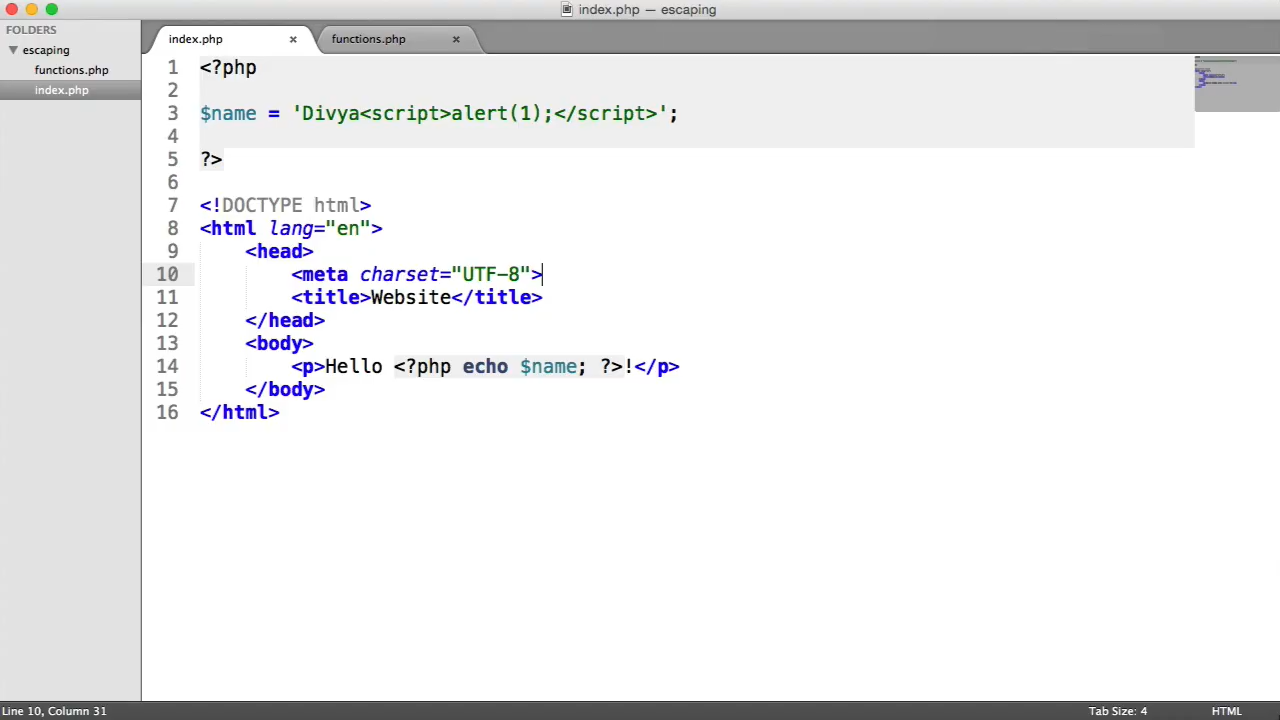 index.php — escaping
FOLDERS
escaping
functions.php
index.php
index.php ×
functions.php ×
1 <?php
2
3 $name = 'Divya<script>alert(1);</script>';
4
5 ?>
6
7 <!DOCTYPE html>
8 <html lang="en">
9 <head>
10 <meta charset="UTF-8">
11 <title>Website</title>
12 </head>
13 <body>
14 <p>Hello <?php echo $name; ?>!</p>
15 </body>
16 </html>
Line 10, Column 31
Tab Size: 4
HTML